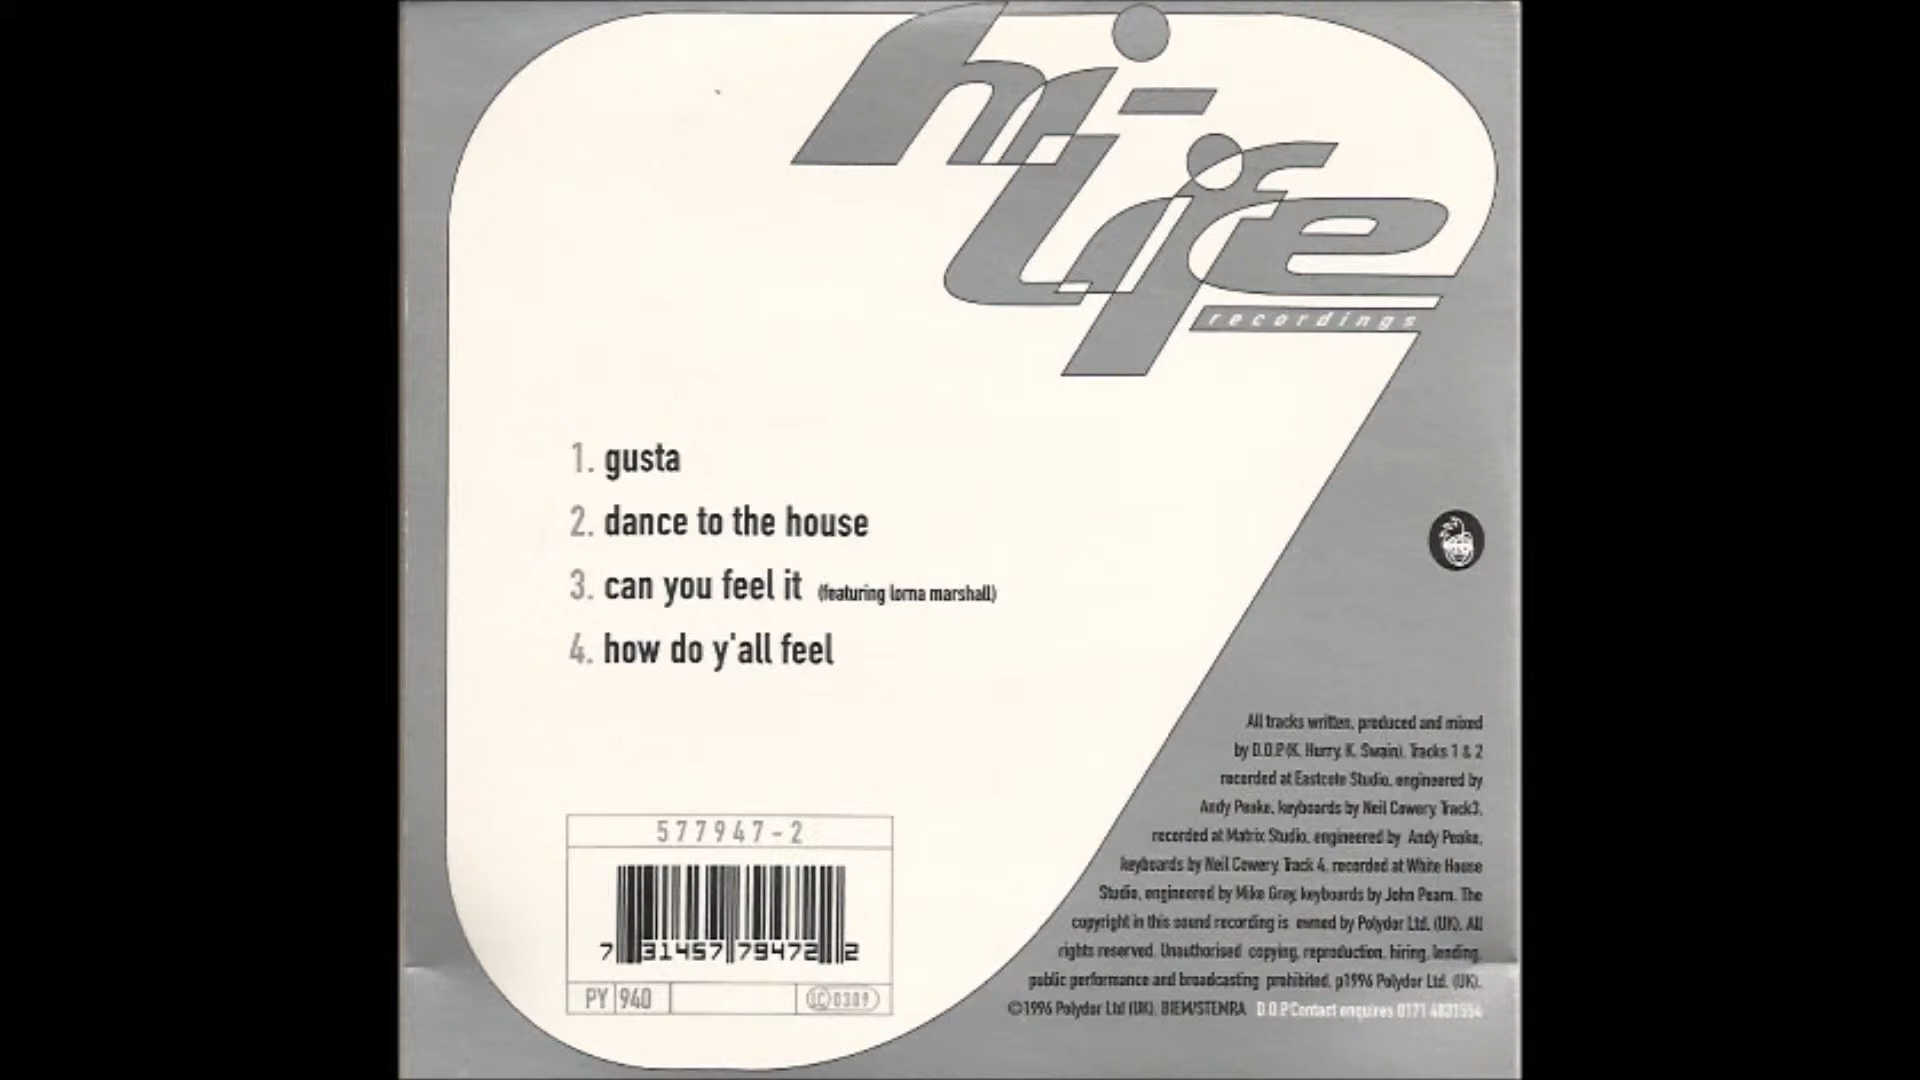 hi-life
recordings
1. gusta
2. dance to the house
3. can you feel it (featuring lorna marshall)
4. how do y'all feel
All tracks written, produced and mixed
by D.O.P.(K. Hurry, K. Swain). Tracks 1 & 2
recorded at Eastcote Studio, engineered by
Andy Peake, keyboards by Neil Cowery. Track3,
recorded at Matrix Studio, engineered by Andy Peake,
keyboards by Neil Cowery. Track 4, recorded at White House
Studio, engineered by Mike Gray, keyboards by John Pearn. The
copyright in this sound recording is owned by Polydor Ltd. (UK). All
rights reserved. Unauthorised copying, reproduction, hiring, lending,
public performance and broadcasting prohibited. p1996 Polydor Ltd. (UK).
©1996 Polydor Ltd (UK). BIEM/STEMRA D.O.P Contact enquires 0171 4831554
577947-2
7 31457 79472 2
PY 940 LC 0309